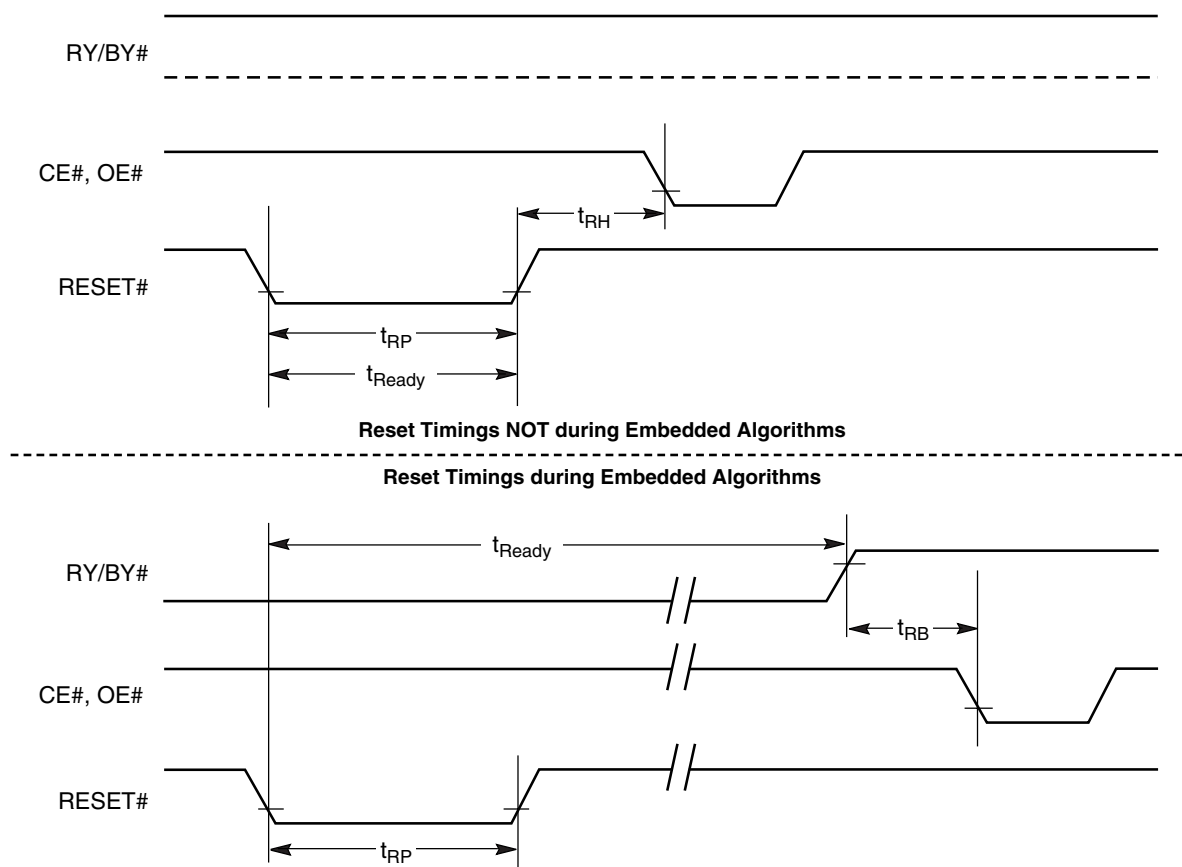 RY/BY#
CE#, OE#
tRH
RESET#
tRP
tReady
Reset Timings NOT during Embedded Algorithms
Reset Timings during Embedded Algorithms
tReady
RY/BY#
tRB
CE#, OE#
RESET#
tRP